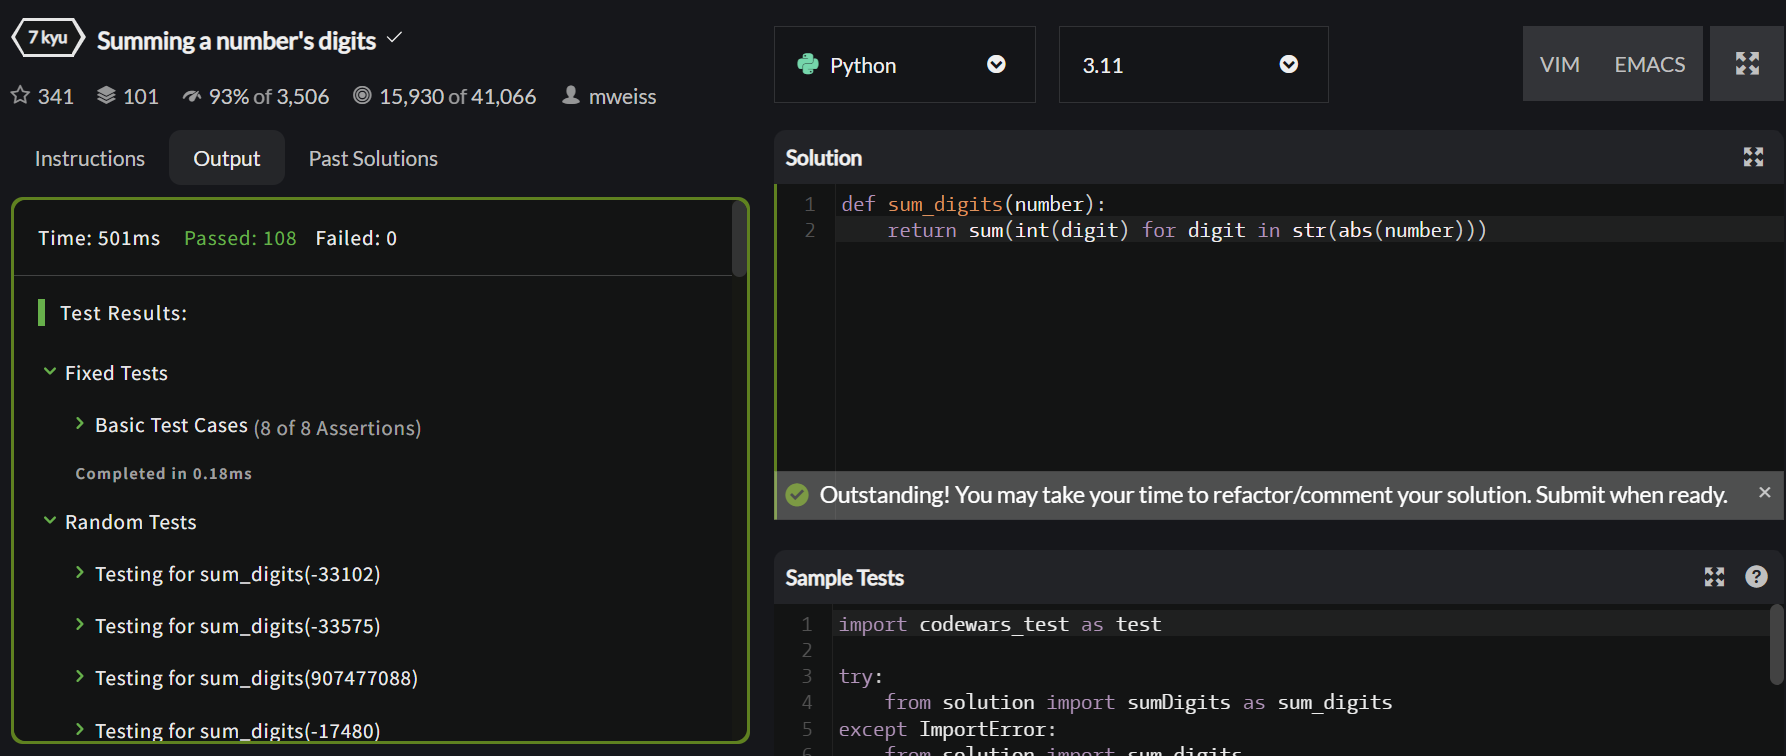 7 kyu Summing a number's digits
341 101 93% of 3,506 15,930 of 41,066 mweiss
Instructions Output Past Solutions
Time: 501ms Passed: 108 Failed: 0
Test Results:
Fixed Tests
Basic Test Cases (8 of 8 Assertions)
Completed in 0.18ms
Random Tests
Testing for sum_digits(-33102)
Testing for sum_digits(-33575)
Testing for sum_digits(907477088)
Testing for sum_digits(-17480)
Python 3.11 VIM EMACS
Solution
1 def sum_digits(number):
2     return sum(int(digit) for digit in str(abs(number)))
Outstanding! You may take your time to refactor/comment your solution. Submit when ready. ×
Sample Tests ?
1 import codewars_test as test
2
3 try:
4     from solution import sumDigits as sum_digits
5 except ImportError:
6     from solution import sum_digits